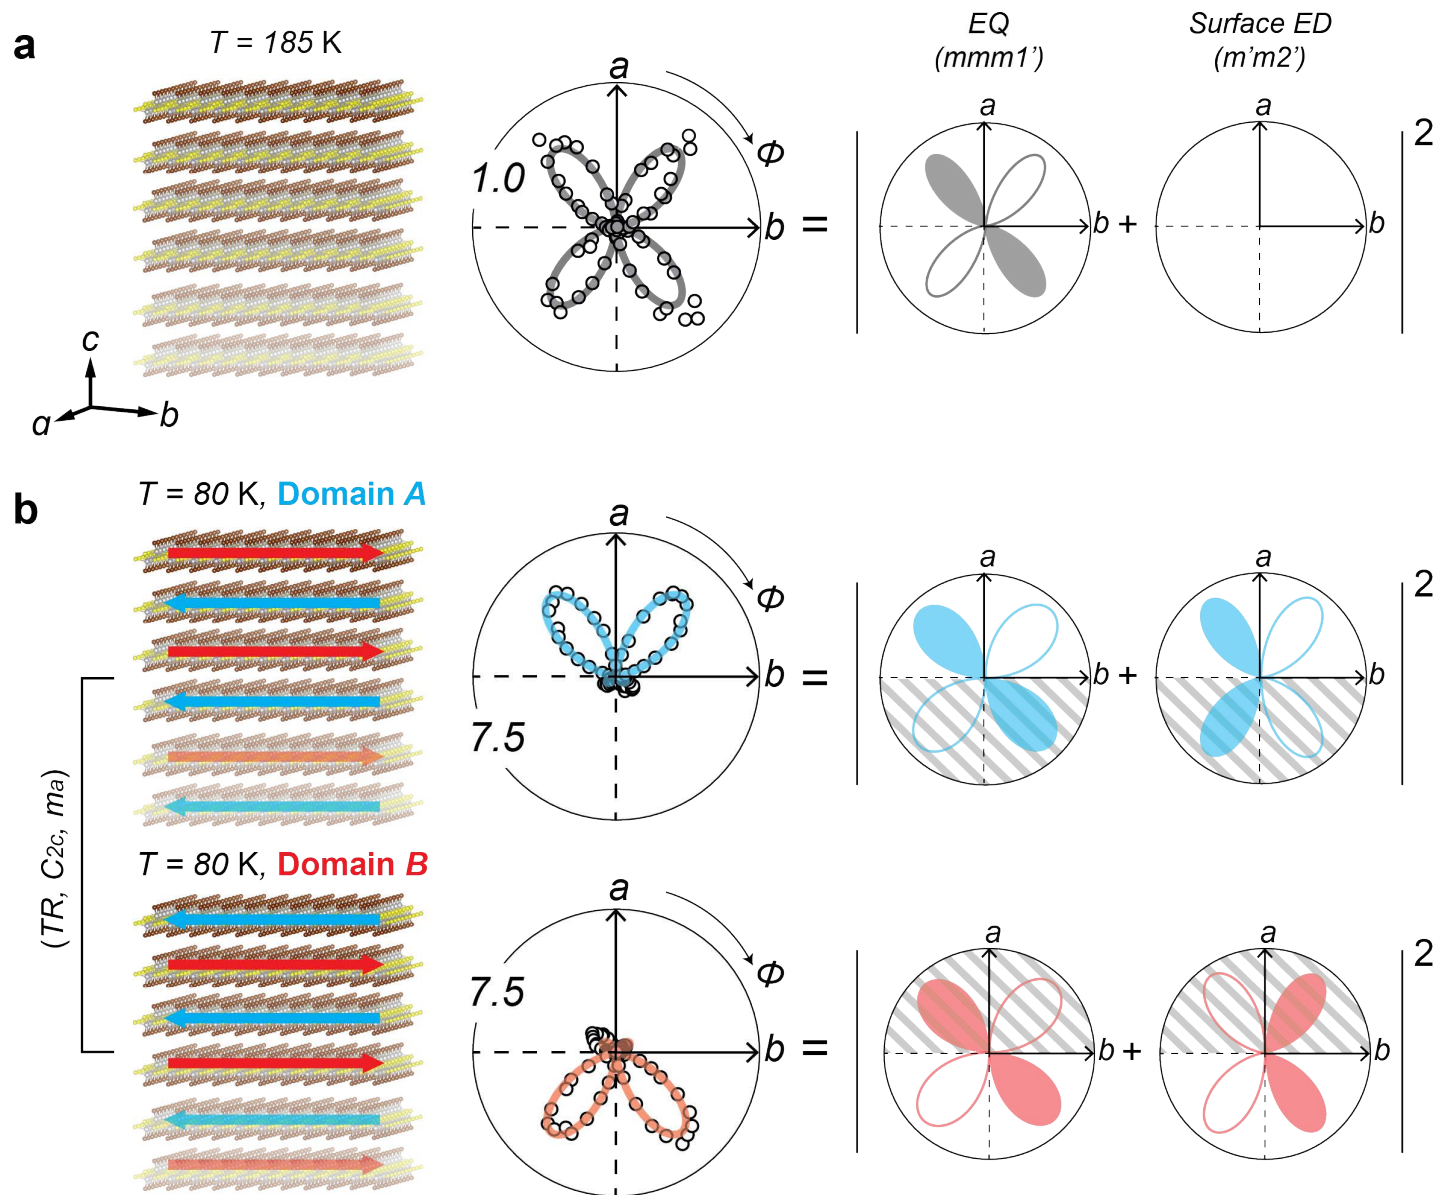 a
T = 185 K
EQ
(mmm1')
Surface ED
(m'm2')
a
Φ
1.0
b
=
a
b
+
a
b
2
c
a
b
b
T = 80 K, Domain A
a
Φ
7.5
b
=
a
b
+
a
b
2
(TR, C2c, ma)
T = 80 K, Domain B
a
Φ
7.5
b
=
a
b
+
a
b
2